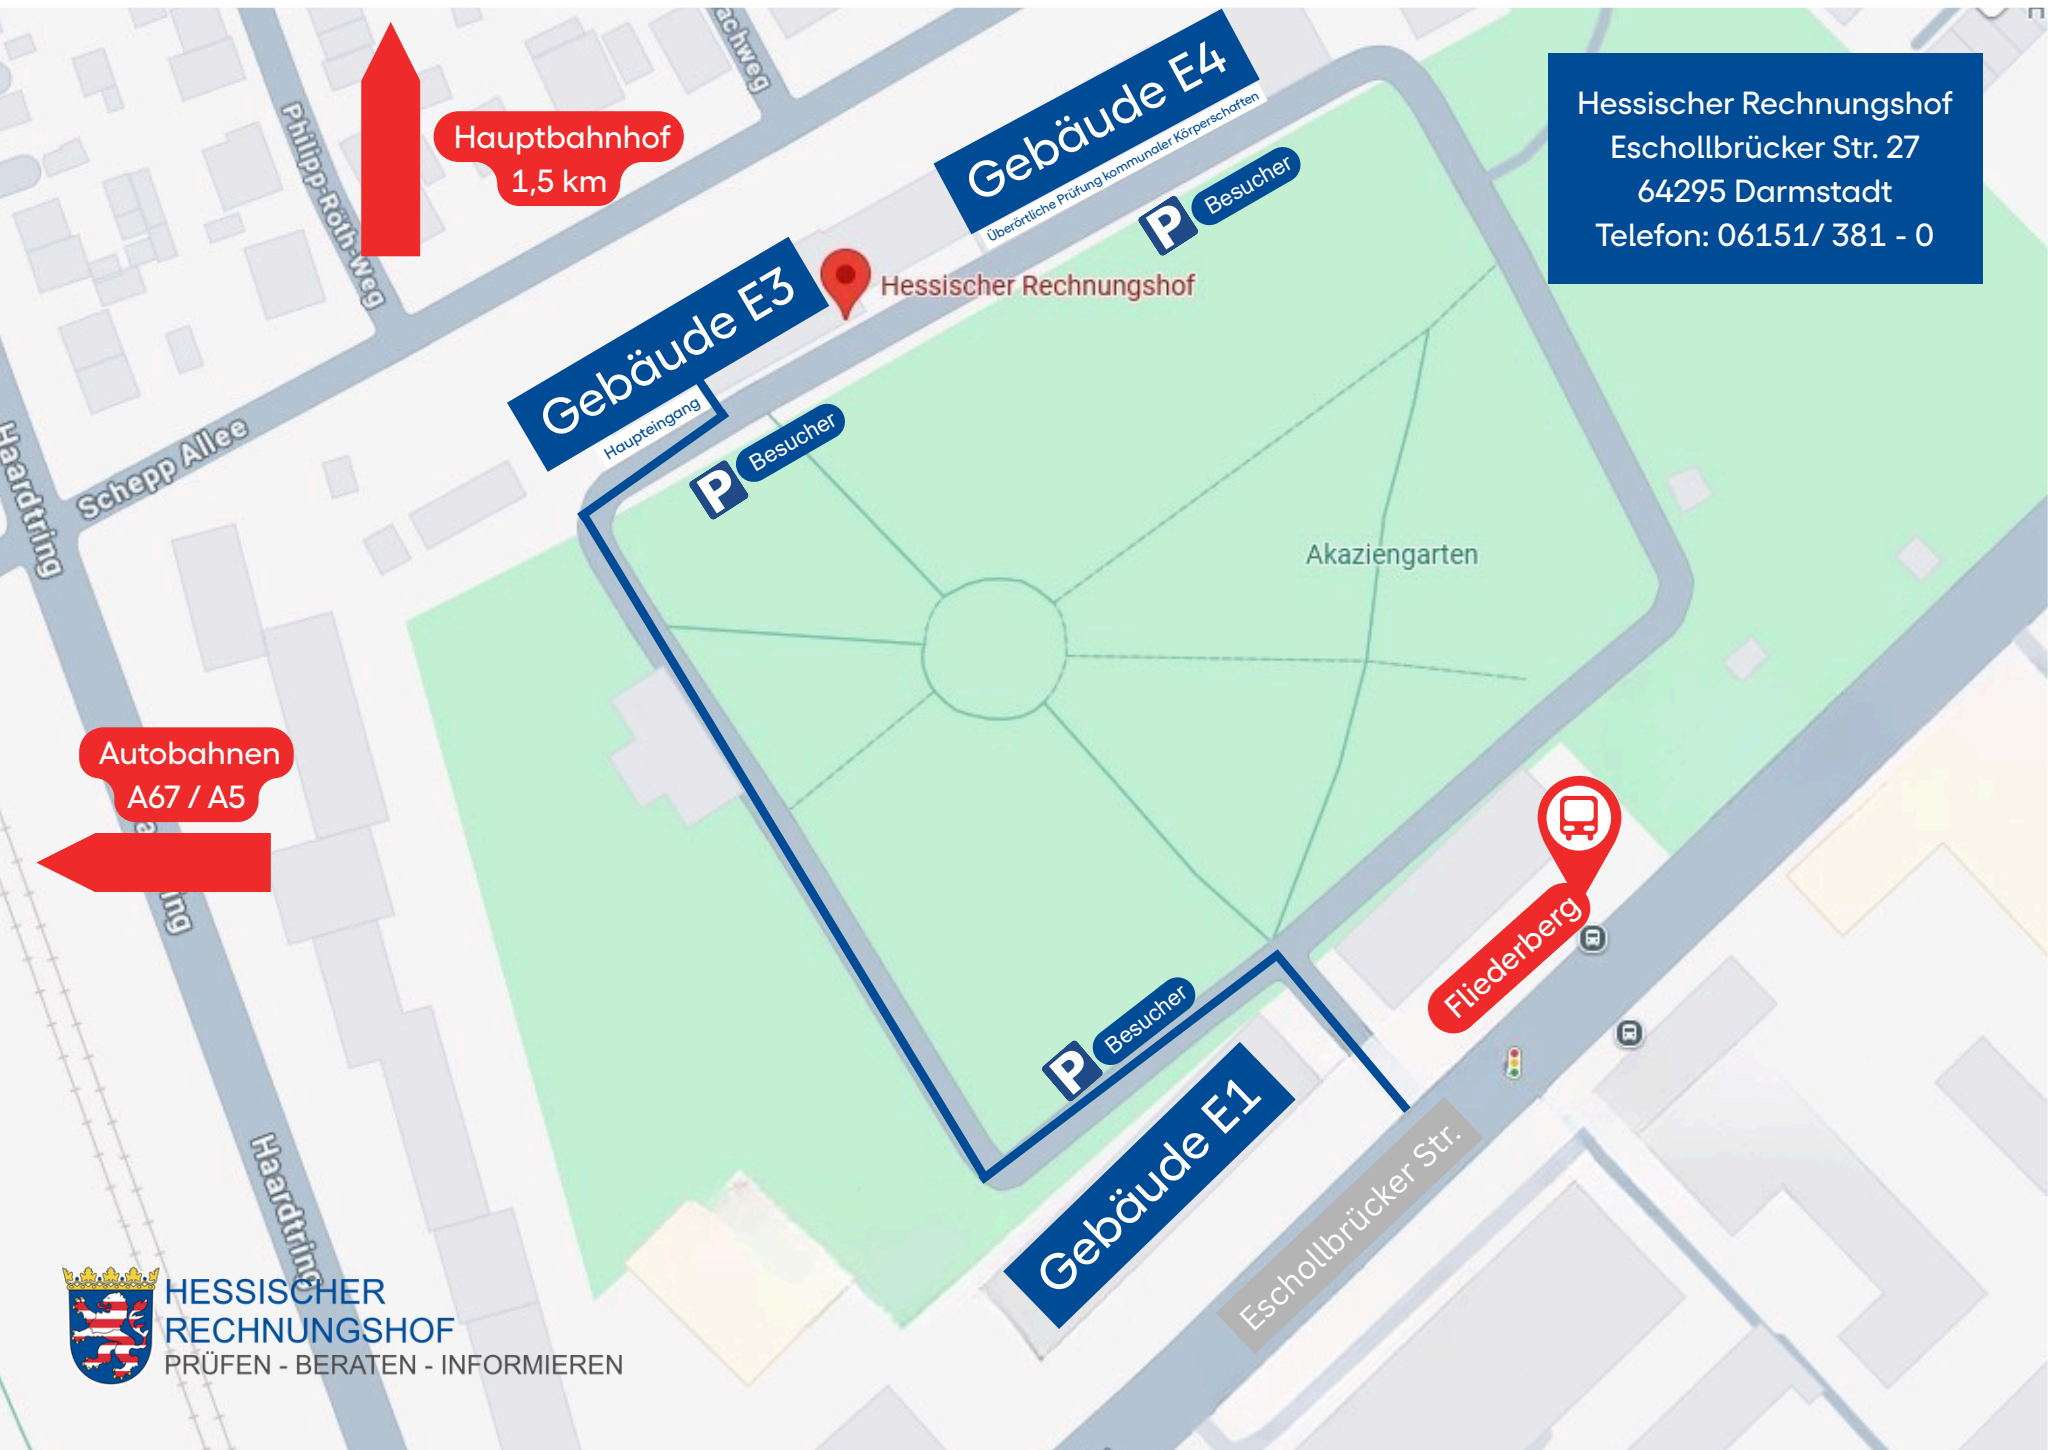 achweg
Gebäude E4
Überörtliche Prüfung kommunaler Körperschaften
Hessischer Rechnungshof
Eschollbrücker Str. 27
64295 Darmstadt
Telefon: 06151/ 381 - 0
Hauptbahnhof
1,5 km
Philipp-Röth-Weg
P
Besucher
Gebäude E3
Haupteingang
Hessischer Rechnungshof
P
Besucher
Schepp Allee
Haardtring
Akaziengarten
Autobahnen
A67 / A5
a
ing
Fliederberg
P
Besucher
Gebäude E1
Eschollbrücker Str.
Haardtring
HESSISCHER
RECHNUNGSHOF
PRÜFEN - BERATEN - INFORMIEREN